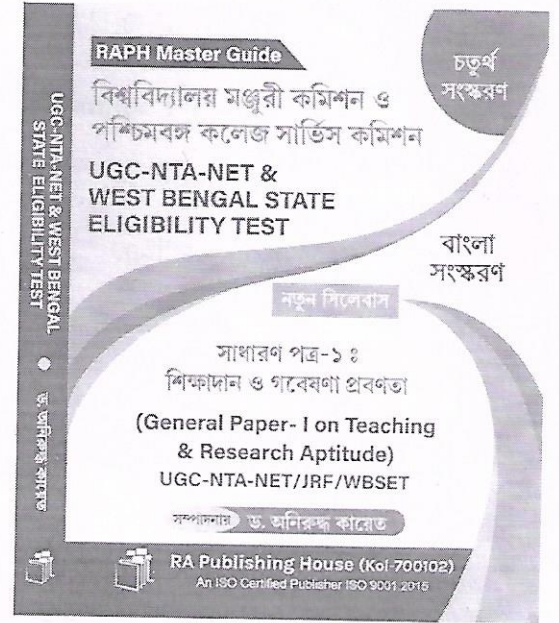 RAPH Master Guide
চতুর্থ
সংস্করণ
বিশ্ববিদ্যালয় মঞ্জুরী কমিশন ও
পশ্চিমবঙ্গ কলেজ সার্ভিস কমিশন
UGC-NTA-NET &
WEST BENGAL STATE
ELIGIBILITY TEST
বাংলা
সংস্করণ
নতুন সিলেবাস
সাধারণ পত্র-১ ঃ
শিক্ষাদান ও গবেষণা প্রবণতা
(General Paper- I on Teaching
& Research Aptitude)
UGC-NTA-NET/JRF/WBSET
সম্পাদনায় ড. অনিরুদ্ধ কায়েত
RA Publishing House (Kol-700102)
An ISO Certified Publisher ISO 9001:2015
UGC-NTA-NET & WEST BENGAL
STATE ELIGIBILITY TEST
ড. অনিরুদ্ধ কায়েত